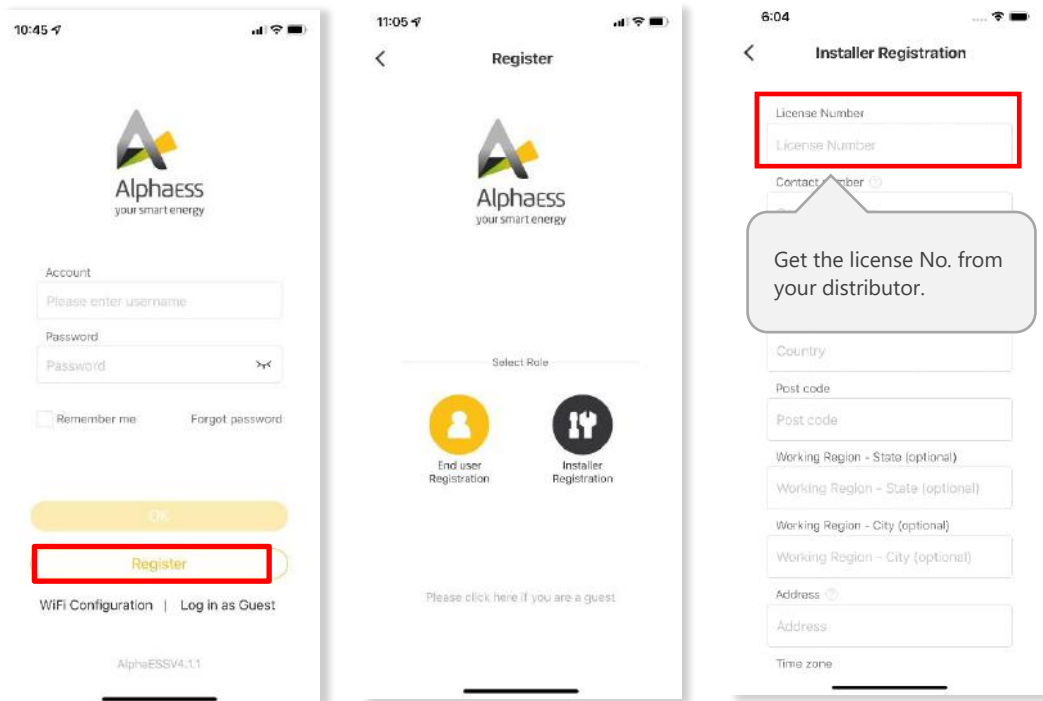 10:45
AlphaESS
your smart energy
Account
Please enter username
Password
Password
Remember me
Forgot password
OK
Register
WiFi Configuration | Log in as Guest
AlphaESSV4.1.1
11:05
Register
AlphaESS
your smart energy
Select Role
End user
Registration
Installer
Registration
Please click here if you are a guest
6:04
Installer Registration
License Number
License Number
Get the license No. from
your distributor.
Country
Post code
Post code
Working Region - State (optional)
Working Region - State (optional)
Working Region - City (optional)
Working Region - City (optional)
Address
Address
Time zone